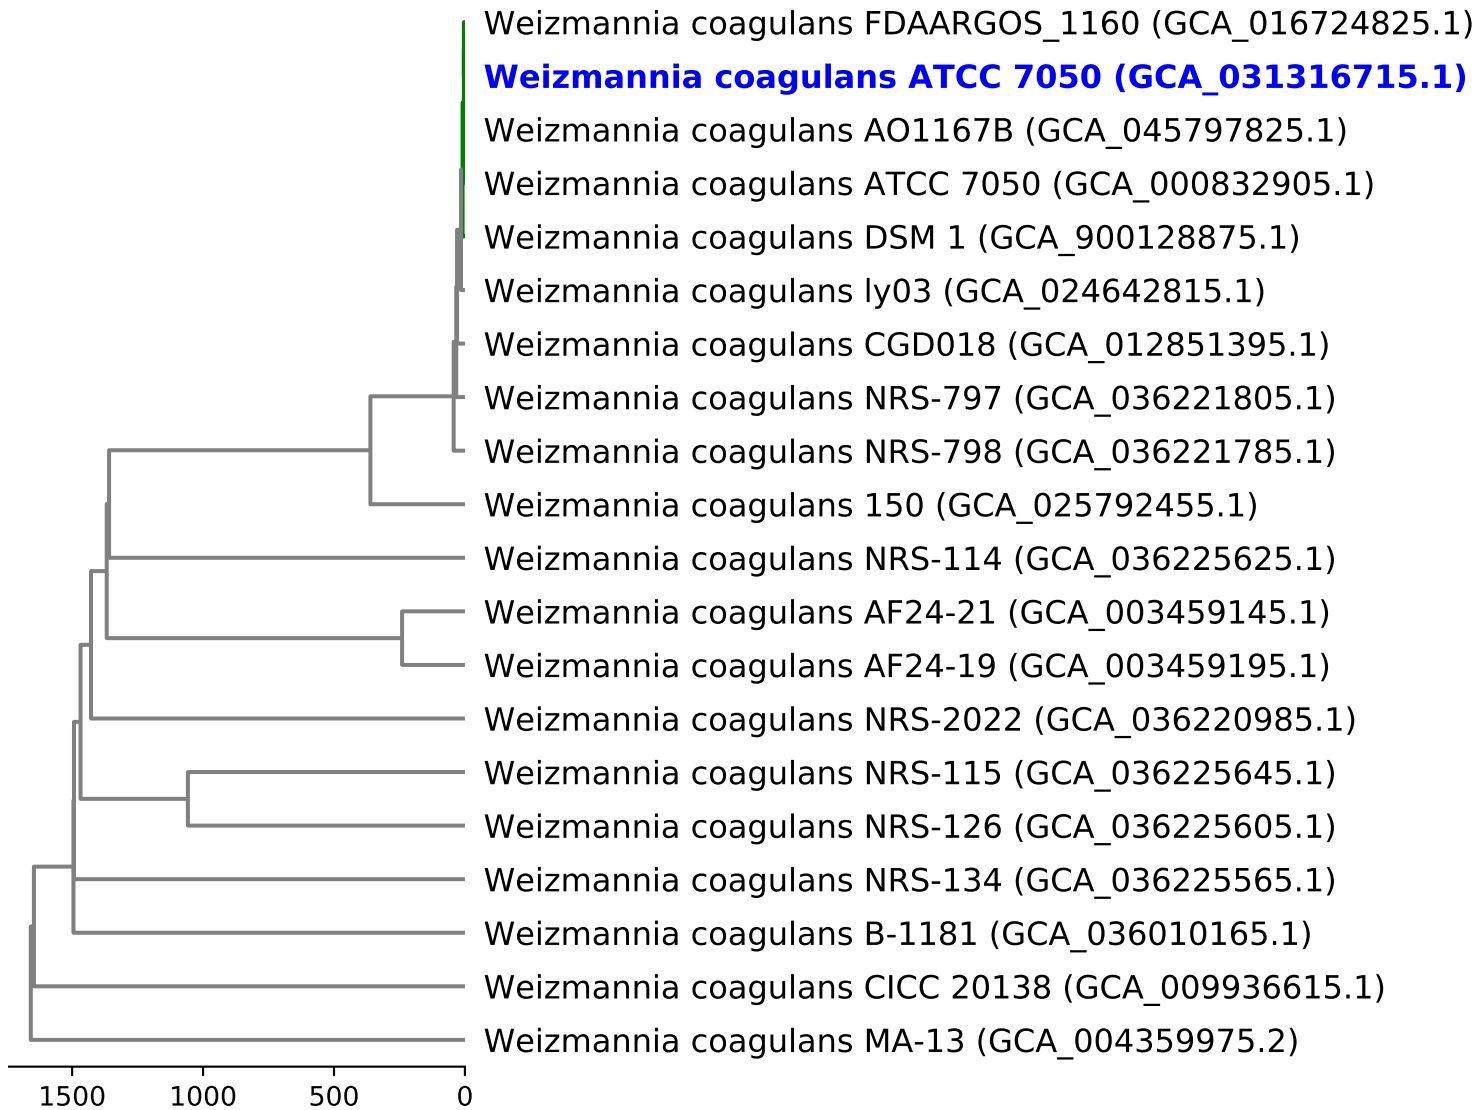 Weizmannia coagulans FDAARGOS_1160 (GCA_016724825.1)
Weizmannia coagulans ATCC 7050 (GCA_031316715.1)
Weizmannia coagulans AO1167B (GCA_045797825.1)
Weizmannia coagulans ATCC 7050 (GCA_000832905.1)
Weizmannia coagulans DSM 1 (GCA_900128875.1)
Weizmannia coagulans ly03 (GCA_024642815.1)
Weizmannia coagulans CGD018 (GCA_012851395.1)
Weizmannia coagulans NRS-797 (GCA_036221805.1)
Weizmannia coagulans NRS-798 (GCA_036221785.1)
Weizmannia coagulans 150 (GCA_025792455.1)
Weizmannia coagulans NRS-114 (GCA_036225625.1)
Weizmannia coagulans AF24-21 (GCA_003459145.1)
Weizmannia coagulans AF24-19 (GCA_003459195.1)
Weizmannia coagulans NRS-2022 (GCA_036220985.1)
Weizmannia coagulans NRS-115 (GCA_036225645.1)
Weizmannia coagulans NRS-126 (GCA_036225605.1)
Weizmannia coagulans NRS-134 (GCA_036225565.1)
Weizmannia coagulans B-1181 (GCA_036010165.1)
Weizmannia coagulans CICC 20138 (GCA_009936615.1)
Weizmannia coagulans MA-13 (GCA_004359975.2)
1500 1000 500 0